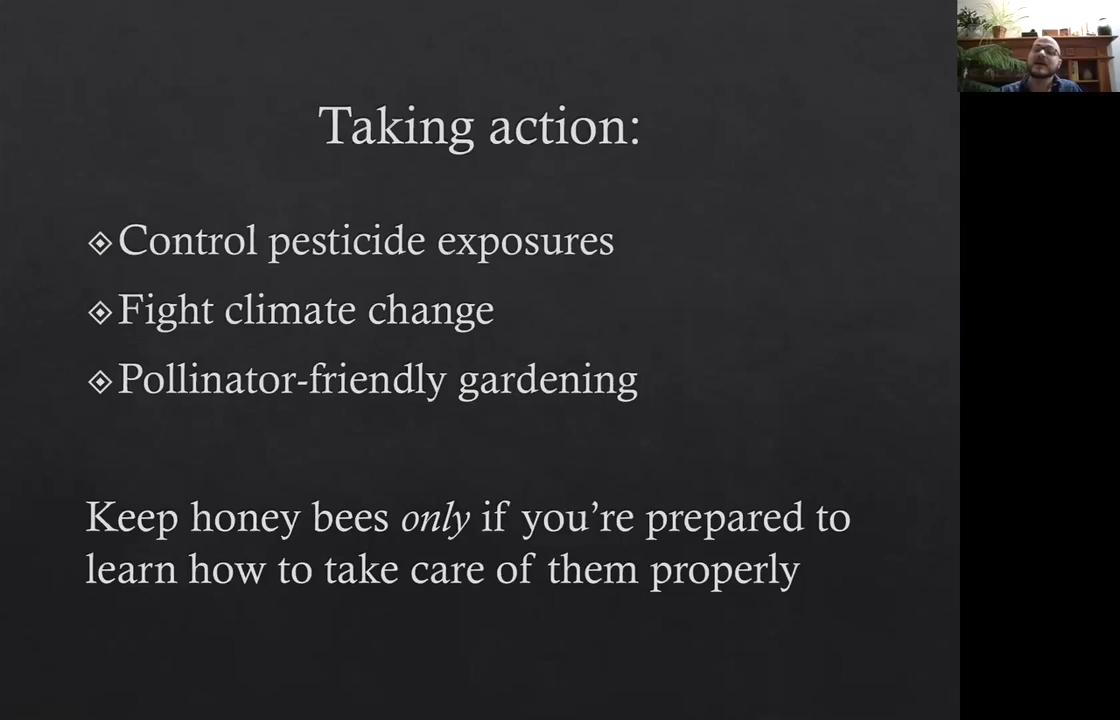 Taking action:
Control pesticide exposures
Fight climate change
Pollinator-friendly gardening
Keep honey bees only if you're prepared to
learn how to take care of them properly